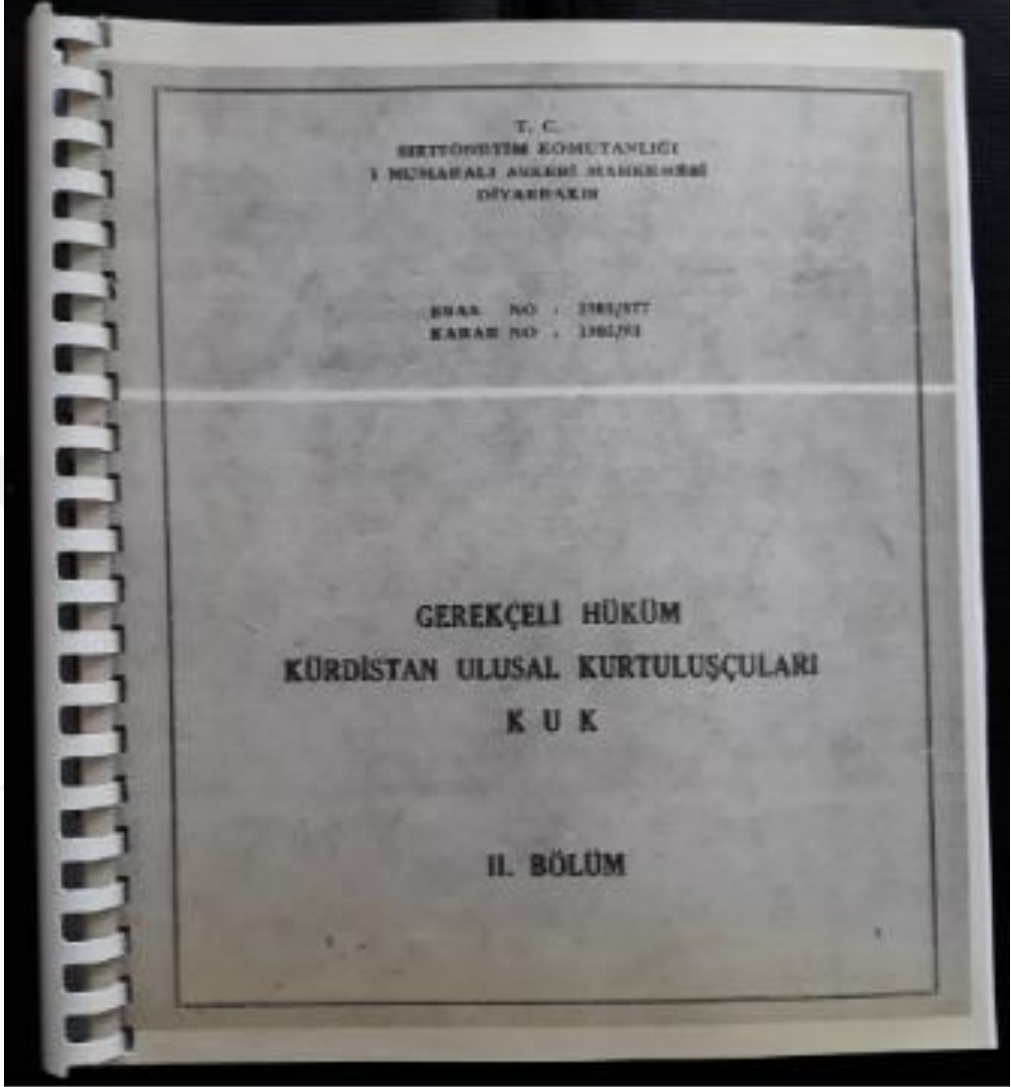 T. C.
SIKIYÖNETİM KOMUTANLIĞI
1 NUMARALI ASKERİ MAHKEMESİ
DİYARBAKIR
ESAS NO :
KARAR NO :
GEREKÇELİ HÜKÜM
KÜRDİSTAN ULUSAL KURTULUŞÇULARI
K U K
II. BÖLÜM